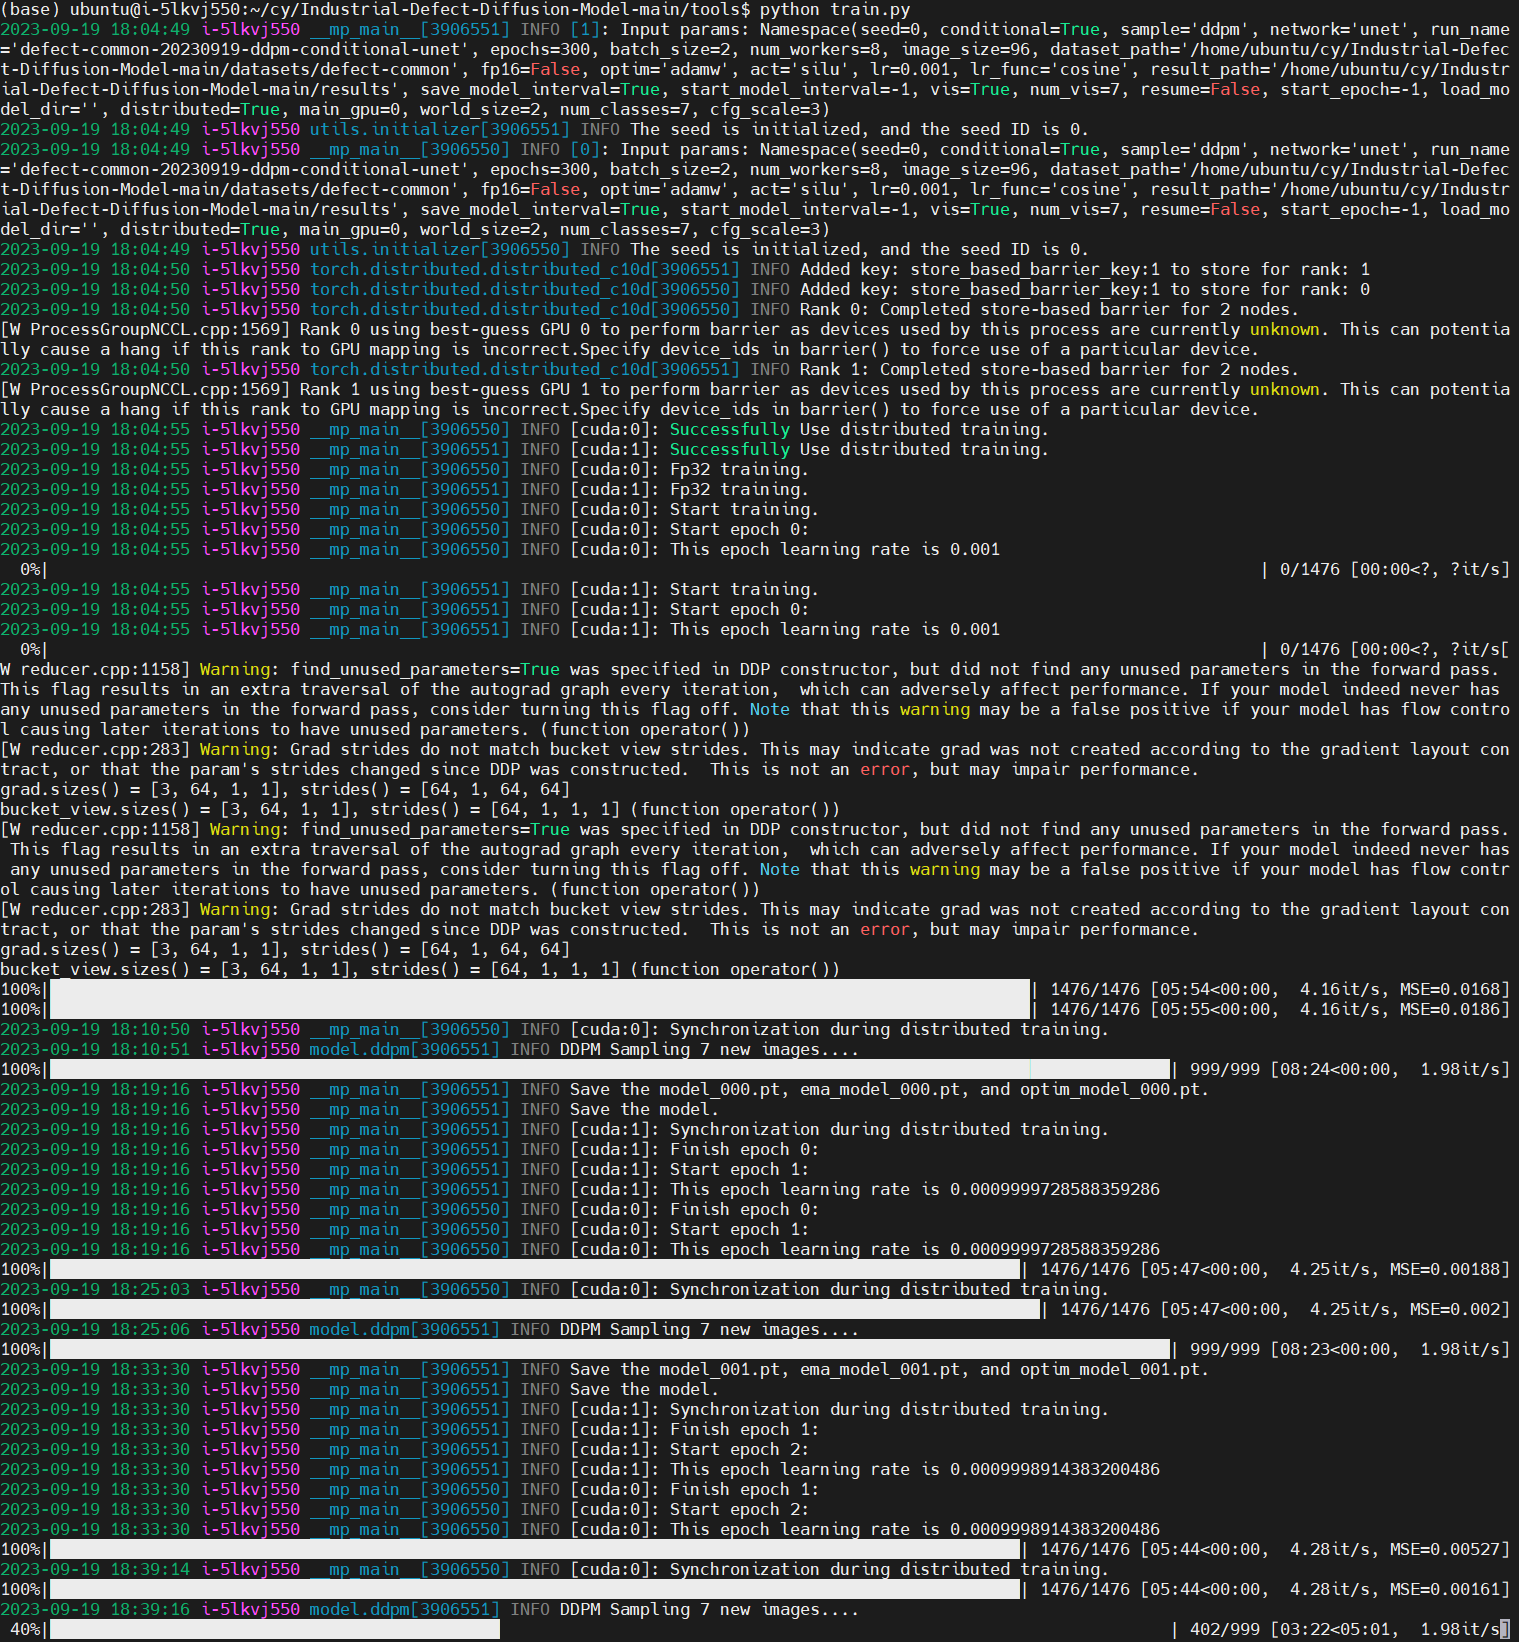 (base) ubuntu@i-5lkvj550:~/cy/Industrial-Defect-Diffusion-Model-main/tools$ python train.py
2023-09-19 18:04:49 i-5lkvj550 __mp_main__[3906551] INFO [1]: Input params: Namespace(seed=0, conditional=True, sample='ddpm', network='unet', run_name
='defect-common-20230919-ddpm-conditional-unet', epochs=300, batch_size=2, num_workers=8, image_size=96, dataset_path='/home/ubuntu/cy/Industrial-Defec
t-Diffusion-Model-main/datasets/defect-common', fp16=False, optim='adamw', act='silu', lr=0.001, lr_func='cosine', result_path='/home/ubuntu/cy/Industr
ial-Defect-Diffusion-Model-main/results', save_model_interval=True, start_model_interval=-1, vis=True, num_vis=7, resume=False, start_epoch=-1, load_mo
del_dir='', distributed=True, main_gpu=0, world_size=2, num_classes=7, cfg_scale=3)
2023-09-19 18:04:49 i-5lkvj550 utils.initializer[3906551] INFO The seed is initialized, and the seed ID is 0.
2023-09-19 18:04:49 i-5lkvj550 __mp_main__[3906550] INFO [0]: Input params: Namespace(seed=0, conditional=True, sample='ddpm', network='unet', run_name
='defect-common-20230919-ddpm-conditional-unet', epochs=300, batch_size=2, num_workers=8, image_size=96, dataset_path='/home/ubuntu/cy/Industrial-Defec
t-Diffusion-Model-main/datasets/defect-common', fp16=False, optim='adamw', act='silu', lr=0.001, lr_func='cosine', result_path='/home/ubuntu/cy/Industr
ial-Defect-Diffusion-Model-main/results', save_model_interval=True, start_model_interval=-1, vis=True, num_vis=7, resume=False, start_epoch=-1, load_mo
del_dir='', distributed=True, main_gpu=0, world_size=2, num_classes=7, cfg_scale=3)
2023-09-19 18:04:49 i-5lkvj550 utils.initializer[3906550] INFO The seed is initialized, and the seed ID is 0.
2023-09-19 18:04:50 i-5lkvj550 torch.distributed.distributed_c10d[3906551] INFO Added key: store_based_barrier_key:1 to store for rank: 1
2023-09-19 18:04:50 i-5lkvj550 torch.distributed.distributed_c10d[3906550] INFO Added key: store_based_barrier_key:1 to store for rank: 0
2023-09-19 18:04:50 i-5lkvj550 torch.distributed.distributed_c10d[3906550] INFO Rank 0: Completed store-based barrier for 2 nodes.
[W ProcessGroupNCCL.cpp:1569] Rank 0 using best-guess GPU 0 to perform barrier as devices used by this process are currently unknown. This can potentia
lly cause a hang if this rank to GPU mapping is incorrect.Specify device_ids in barrier() to force use of a particular device.
2023-09-19 18:04:50 i-5lkvj550 torch.distributed.distributed_c10d[3906551] INFO Rank 1: Completed store-based barrier for 2 nodes.
[W ProcessGroupNCCL.cpp:1569] Rank 1 using best-guess GPU 1 to perform barrier as devices used by this process are currently unknown. This can potentia
lly cause a hang if this rank to GPU mapping is incorrect.Specify device_ids in barrier() to force use of a particular device.
2023-09-19 18:04:55 i-5lkvj550 __mp_main__[3906550] INFO [cuda:0]: Successfully Use distributed training.
2023-09-19 18:04:55 i-5lkvj550 __mp_main__[3906551] INFO [cuda:1]: Successfully Use distributed training.
2023-09-19 18:04:55 i-5lkvj550 __mp_main__[3906550] INFO [cuda:0]: Fp32 training.
2023-09-19 18:04:55 i-5lkvj550 __mp_main__[3906551] INFO [cuda:1]: Fp32 training.
2023-09-19 18:04:55 i-5lkvj550 __mp_main__[3906550] INFO [cuda:0]: Start training.
2023-09-19 18:04:55 i-5lkvj550 __mp_main__[3906550] INFO [cuda:0]: Start epoch 0:
2023-09-19 18:04:55 i-5lkvj550 __mp_main__[3906550] INFO [cuda:0]: This epoch learning rate is 0.001
0%| | 0/1476 [00:00<?, ?it/s]
2023-09-19 18:04:55 i-5lkvj550 __mp_main__[3906551] INFO [cuda:1]: Start training.
2023-09-19 18:04:55 i-5lkvj550 __mp_main__[3906551] INFO [cuda:1]: Start epoch 0:
2023-09-19 18:04:55 i-5lkvj550 __mp_main__[3906551] INFO [cuda:1]: This epoch learning rate is 0.001
0%| | 0/1476 [00:00<?, ?it/s[
W reducer.cpp:1158] Warning: find_unused_parameters=True was specified in DDP constructor, but did not find any unused parameters in the forward pass.
This flag results in an extra traversal of the autograd graph every iteration,  which can adversely affect performance. If your model indeed never has
any unused parameters in the forward pass, consider turning this flag off. Note that this warning may be a false positive if your model has flow contro
l causing later iterations to have unused parameters. (function operator())
[W reducer.cpp:283] Warning: Grad strides do not match bucket view strides. This may indicate grad was not created according to the gradient layout con
tract, or that the param's strides changed since DDP was constructed.  This is not an error, but may impair performance.
grad.sizes() = [3, 64, 1, 1], strides() = [64, 1, 64, 64]
bucket_view.sizes() = [3, 64, 1, 1], strides() = [64, 1, 1, 1] (function operator())
[W reducer.cpp:1158] Warning: find_unused_parameters=True was specified in DDP constructor, but did not find any unused parameters in the forward pass.
This flag results in an extra traversal of the autograd graph every iteration,  which can adversely affect performance. If your model indeed never has
any unused parameters in the forward pass, consider turning this flag off. Note that this warning may be a false positive if your model has flow contr
ol causing later iterations to have unused parameters. (function operator())
[W reducer.cpp:283] Warning: Grad strides do not match bucket view strides. This may indicate grad was not created according to the gradient layout con
tract, or that the param's strides changed since DDP was constructed.  This is not an error, but may impair performance.
grad.sizes() = [3, 64, 1, 1], strides() = [64, 1, 64, 64]
bucket_view.sizes() = [3, 64, 1, 1], strides() = [64, 1, 1, 1] (function operator())
100%| | 1476/1476 [05:54<00:00,  4.16it/s, MSE=0.0168]
100%| | 1476/1476 [05:55<00:00,  4.16it/s, MSE=0.0186]
2023-09-19 18:10:50 i-5lkvj550 __mp_main__[3906550] INFO [cuda:0]: Synchronization during distributed training.
2023-09-19 18:10:51 i-5lkvj550 model.ddpm[3906551] INFO DDPM Sampling 7 new images....
100%| | 999/999 [08:24<00:00,  1.98it/s]
2023-09-19 18:19:16 i-5lkvj550 __mp_main__[3906551] INFO Save the model_000.pt, ema_model_000.pt, and optim_model_000.pt.
2023-09-19 18:19:16 i-5lkvj550 __mp_main__[3906551] INFO Save the model.
2023-09-19 18:19:16 i-5lkvj550 __mp_main__[3906551] INFO [cuda:1]: Synchronization during distributed training.
2023-09-19 18:19:16 i-5lkvj550 __mp_main__[3906551] INFO [cuda:1]: Finish epoch 0:
2023-09-19 18:19:16 i-5lkvj550 __mp_main__[3906551] INFO [cuda:1]: Start epoch 1:
2023-09-19 18:19:16 i-5lkvj550 __mp_main__[3906551] INFO [cuda:1]: This epoch learning rate is 0.0009999728588359286
2023-09-19 18:19:16 i-5lkvj550 __mp_main__[3906550] INFO [cuda:0]: Finish epoch 0:
2023-09-19 18:19:16 i-5lkvj550 __mp_main__[3906550] INFO [cuda:0]: Start epoch 1:
2023-09-19 18:19:16 i-5lkvj550 __mp_main__[3906550] INFO [cuda:0]: This epoch learning rate is 0.0009999728588359286
100%| | 1476/1476 [05:47<00:00,  4.25it/s, MSE=0.00188]
2023-09-19 18:25:03 i-5lkvj550 __mp_main__[3906550] INFO [cuda:0]: Synchronization during distributed training.
100%| | 1476/1476 [05:47<00:00,  4.25it/s, MSE=0.002]
2023-09-19 18:25:06 i-5lkvj550 model.ddpm[3906551] INFO DDPM Sampling 7 new images....
100%| | 999/999 [08:23<00:00,  1.98it/s]
2023-09-19 18:33:30 i-5lkvj550 __mp_main__[3906551] INFO Save the model_001.pt, ema_model_001.pt, and optim_model_001.pt.
2023-09-19 18:33:30 i-5lkvj550 __mp_main__[3906551] INFO Save the model.
2023-09-19 18:33:30 i-5lkvj550 __mp_main__[3906551] INFO [cuda:1]: Synchronization during distributed training.
2023-09-19 18:33:30 i-5lkvj550 __mp_main__[3906551] INFO [cuda:1]: Finish epoch 1:
2023-09-19 18:33:30 i-5lkvj550 __mp_main__[3906551] INFO [cuda:1]: Start epoch 2:
2023-09-19 18:33:30 i-5lkvj550 __mp_main__[3906551] INFO [cuda:1]: This epoch learning rate is 0.0009998914383200486
2023-09-19 18:33:30 i-5lkvj550 __mp_main__[3906550] INFO [cuda:0]: Finish epoch 1:
2023-09-19 18:33:30 i-5lkvj550 __mp_main__[3906550] INFO [cuda:0]: Start epoch 2:
2023-09-19 18:33:30 i-5lkvj550 __mp_main__[3906550] INFO [cuda:0]: This epoch learning rate is 0.0009998914383200486
100%| | 1476/1476 [05:44<00:00,  4.28it/s, MSE=0.00527]
2023-09-19 18:39:14 i-5lkvj550 __mp_main__[3906550] INFO [cuda:0]: Synchronization during distributed training.
100%| | 1476/1476 [05:44<00:00,  4.28it/s, MSE=0.00161]
2023-09-19 18:39:16 i-5lkvj550 model.ddpm[3906551] INFO DDPM Sampling 7 new images....
40%| | 402/999 [03:22<05:01,  1.98it/s]